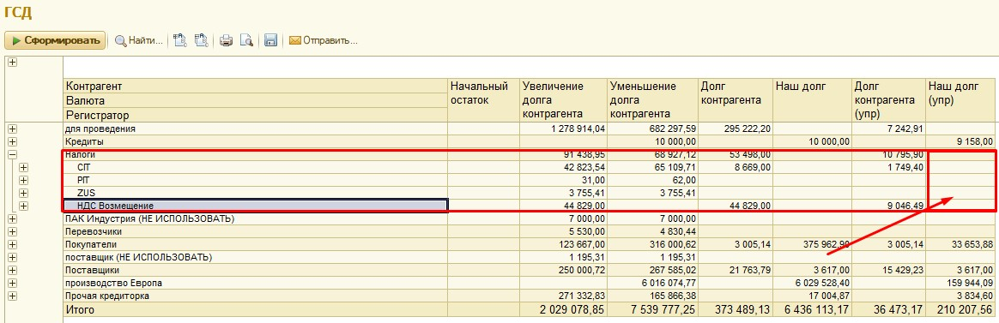 ГСД
Сформировать Найти... Отправить...
Контрагент Начальный остаток Увеличение долга контрагента Уменьшение долга контрагента Долг контрагента Наш долг Долг контрагента (упр) Наш долг (упр)
Валюта
Регистратор
для проведения 1 278 914,04 682 297,59 295 222,20 7 242,91
Кредиты 10 000,00 10 000,00 9 158,00
Налоги 91 438,95 68 927,12 53 498,00 10 795,90
CIT 42 823,54 65 109,71 8 669,00 1 749,40
PIT 31,00 62,00
ZUS 3 755,41 3 755,41
НДС Возмещение 44 829,00 44 829,00 9 046,49
ПАК Индустрия (НЕ ИСПОЛЬЗОВАТЬ) 7 000,00 7 000,00
Перевозчики 5 530,00 4 830,44
Покупатели 123 667,00 316 000,62 3 005,14 375 962,90 3 005,14 33 653,88
поставщик (НЕ ИСПОЛЬЗОВАТЬ) 1 195,31 1 195,31
Поставщики 250 000,72 267 585,02 21 763,79 3 617,00 15 429,23 3 617,00
производство Европа 6 016 074,77 6 029 528,40 159 944,09
Прочая кредиторка 271 332,83 165 866,38 17 004,87 3 834,60
Итого 2 029 078,85 7 539 777,25 373 489,13 6 436 113,17 36 473,17 210 207,56